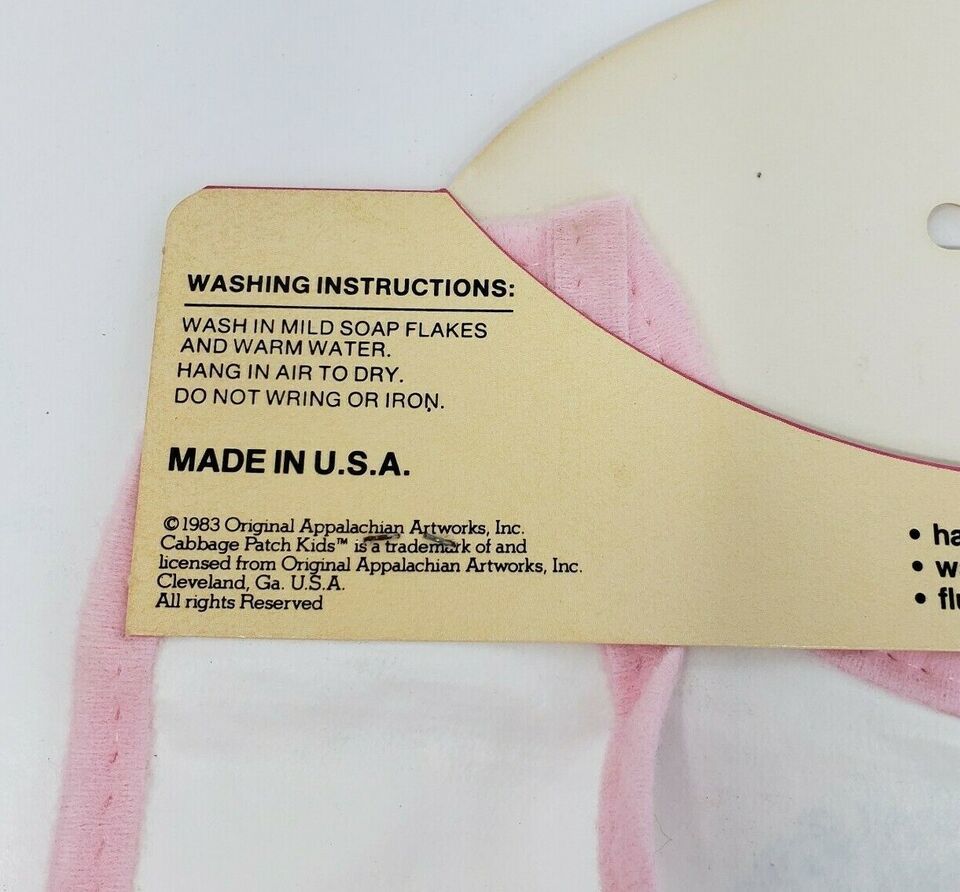 WASHING INSTRUCTIONS:
WASH IN MILD SOAP FLAKES
AND WARM WATER.
HANG IN AIR TO DRY.
DO NOT WRING OR IRON.
MADE IN U.S.A.
©1983 Original Appalachian Artworks, Inc.
Cabbage Patch Kids™ is a trademark of and
licensed from Original Appalachian Artworks, Inc.
Cleveland, Ga. U.S.A.
All rights Reserved